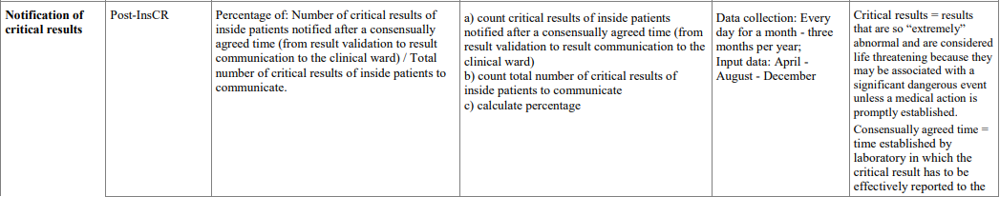 Notification of
critical results
Post-InsCR
Percentage of: Number of critical results of
inside patients notified after a consensually
agreed time (from result validation to result
communication to the clinical ward) / Total
number of critical results of inside patients to
communicate.
a) count critical results of inside patients
notified after a consensually agreed time (from
result validation to result communication to the
clinical ward)
b) count total number of critical results of
inside patients to communicate
c) calculate percentage
Data collection: Every
day for a month - three
months per year;
Input data: April -
August - December
Critical results = results
that are so “extremely”
abnormal and are considered
life threatening because they
may be associated with a
significant dangerous event
unless a medical action is
promptly established.
Consensually agreed time =
time established by
laboratory in which the
critical result has to be
effectively reported to the